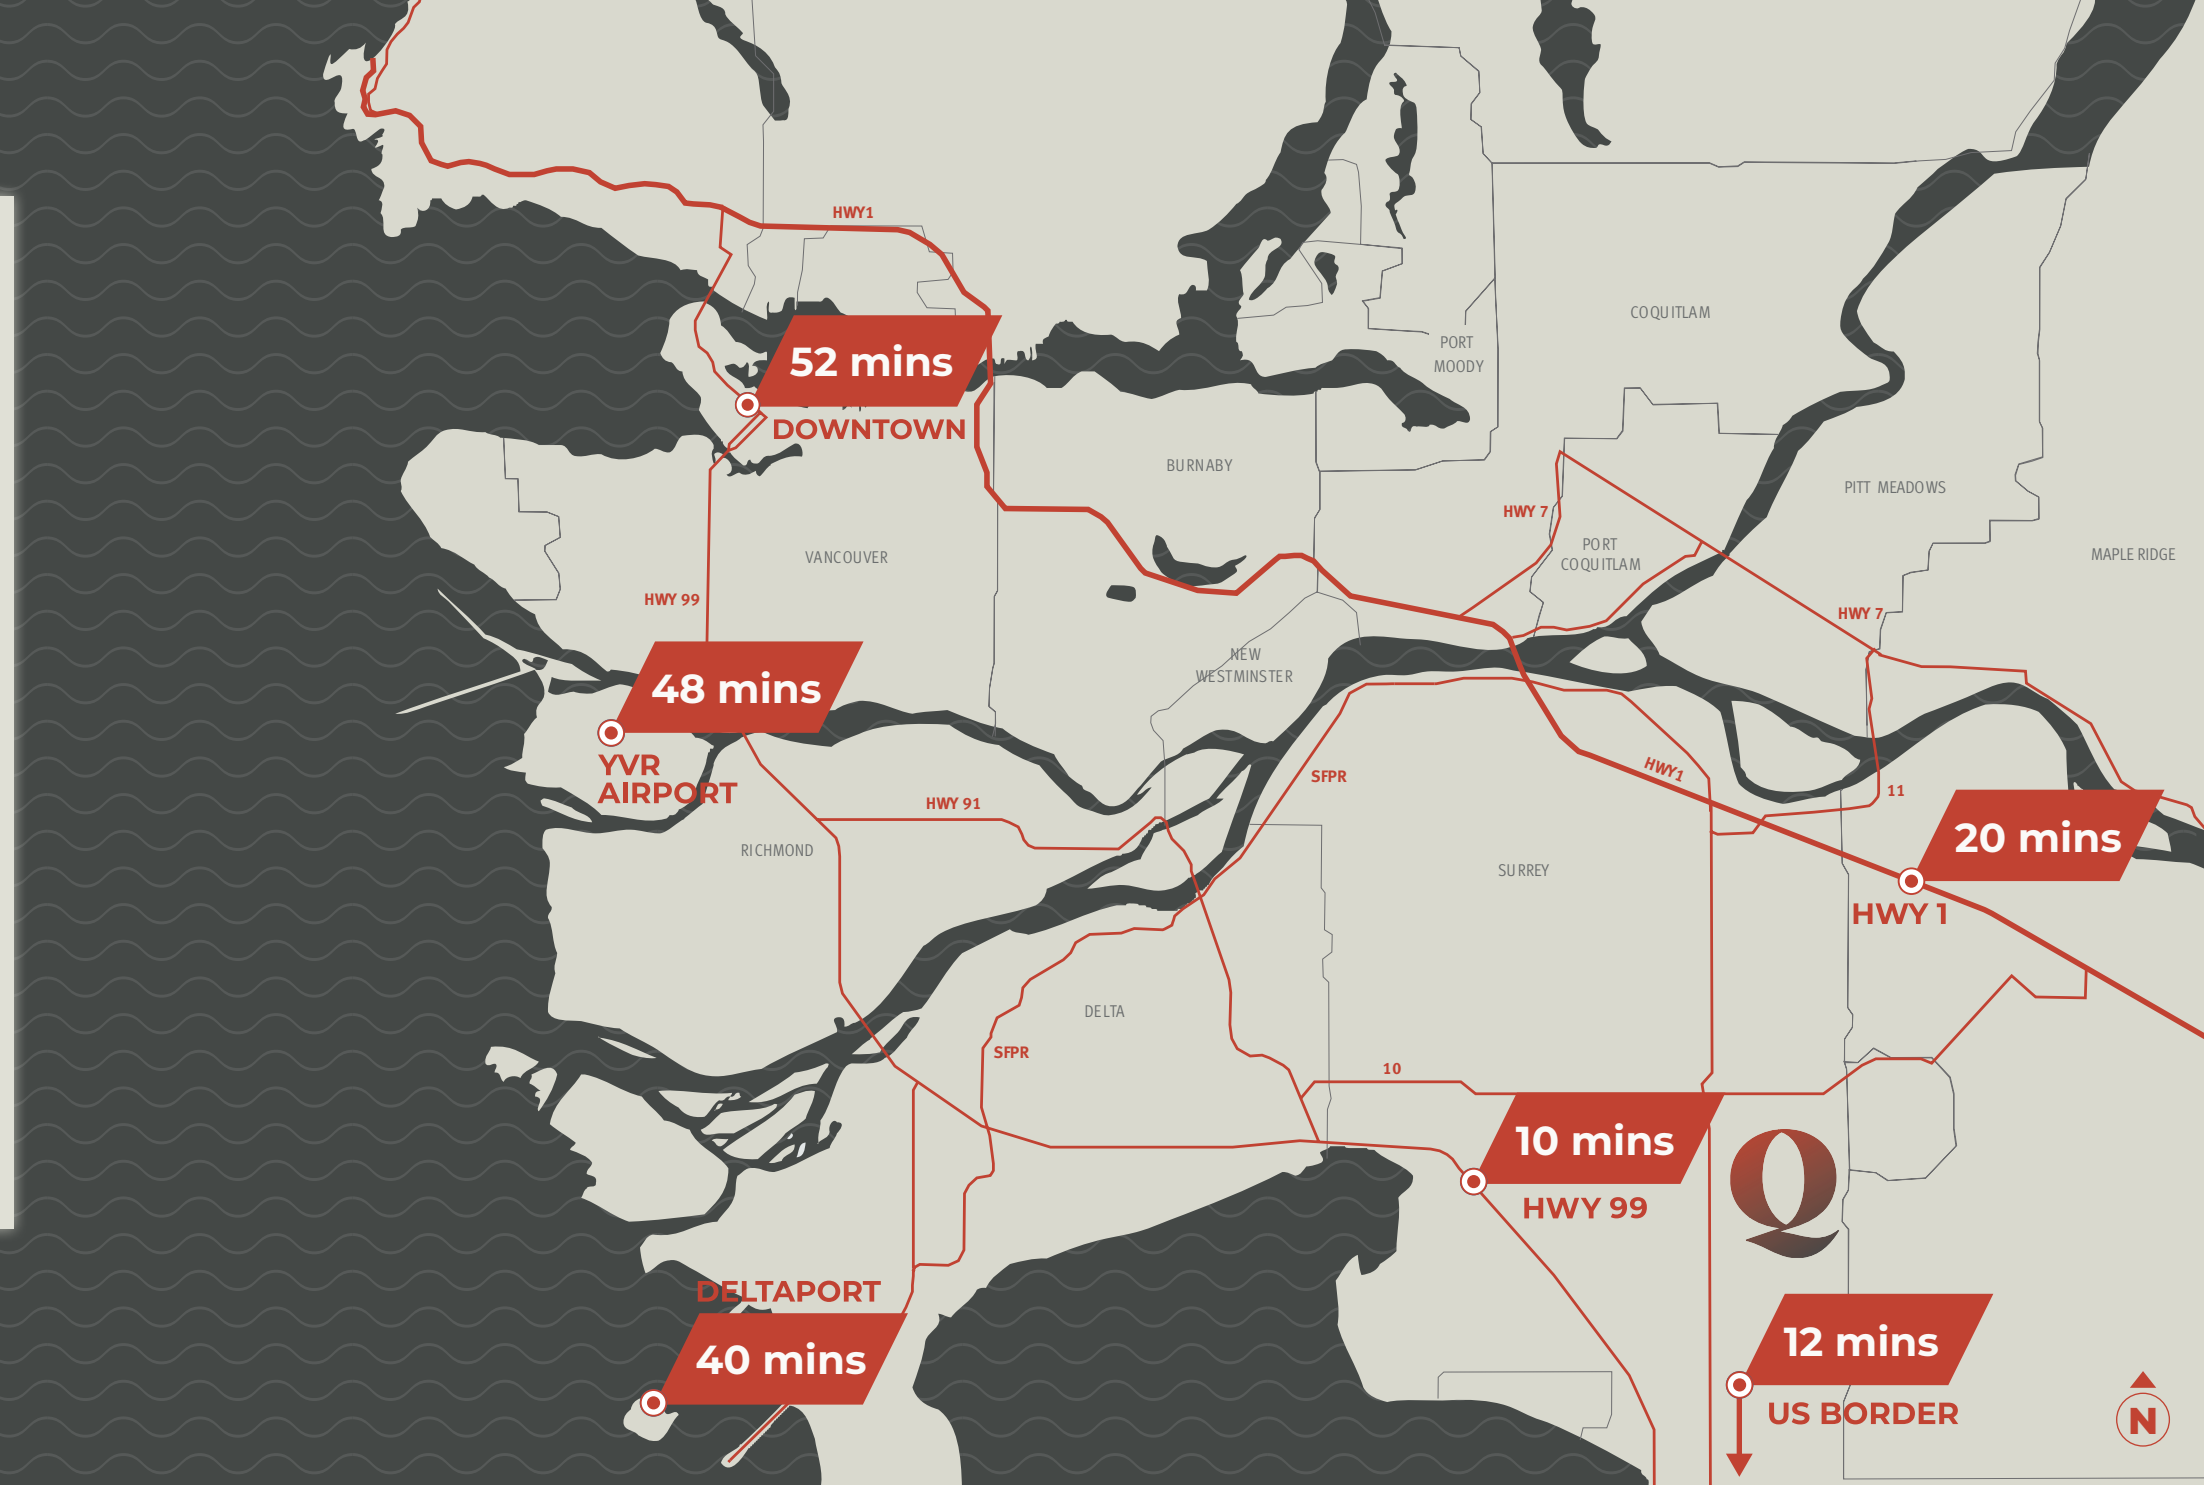 HWY1
COQUITLAM
PORT
MOODY
52 mins
DOWNTOWN
BURNABY
PITT MEADOWS
HWY 7
PORT
COQUITLAM
MAPLE RIDGE
VANCOUVER
HWY 99
HWY 7
NEW
WESTMINSTER
48 mins
YVR
AIRPORT
SFPR
HWY1
11
HWY 91
20 mins
RICHMOND
SURREY
HWY 1
DELTA
SFPR
10
10 mins
HWY 99
Q
DELTAPORT
40 mins
12 mins
US BORDER
N